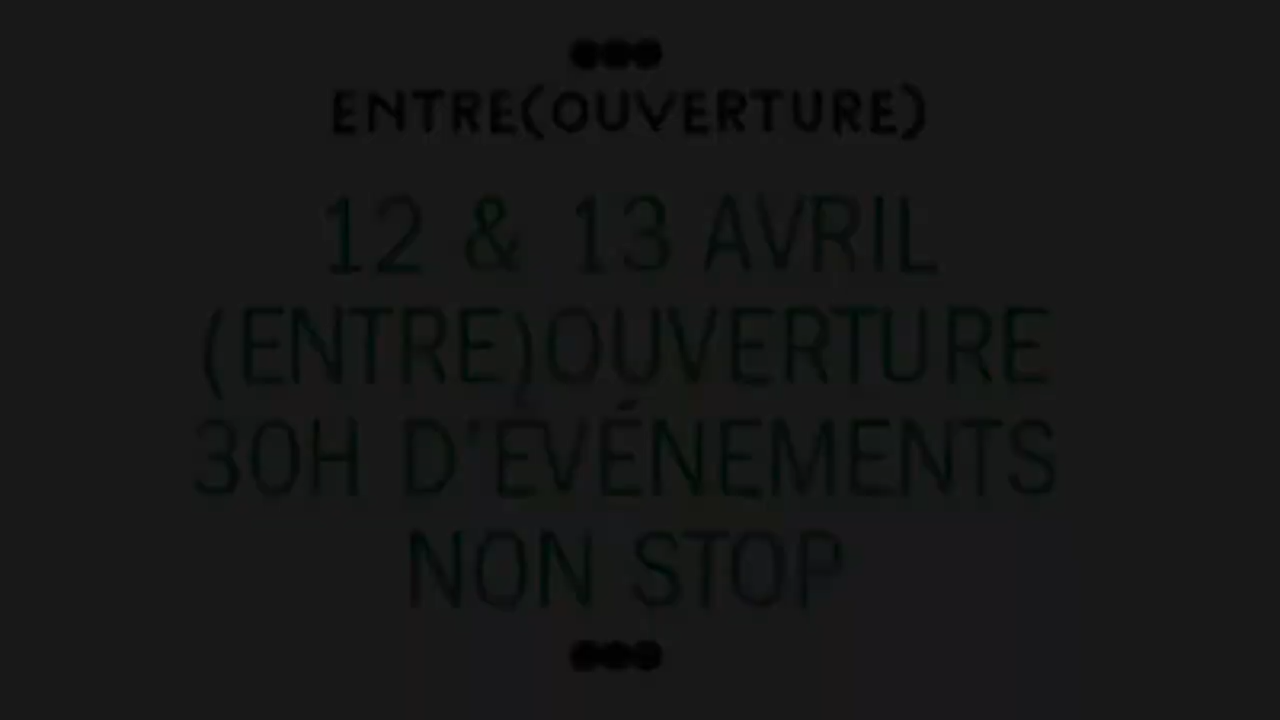 ENTRE(OUVERTURE)
12 & 13 AVRIL
(ENTRE)OUVERTURE
30H D'ÉVÉNEMENTS
NON STOP